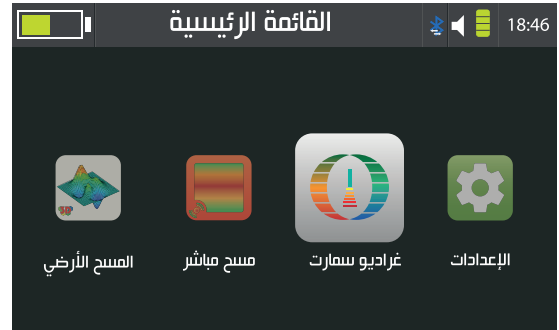 القائمة الرئيسية
18:46
الإعدادات
غراديو سمارت
مسح مباشر
المسح الأرضي